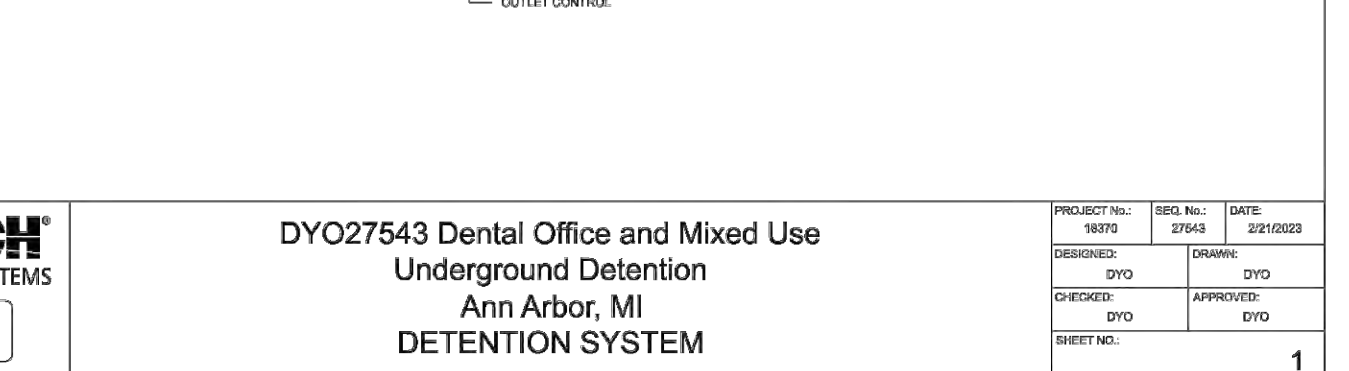 OUTLET CONTROL
CH®
TEMS
DYO27543 Dental Office and Mixed Use
Underground Detention
Ann Arbor, MI
DETENTION SYSTEM
PROJECT No.: SEQ. No.: DATE:
18370 27543 2/21/2023
DESIGNED: DRAWN:
DYO DYO
CHECKED: APPROVED:
DYO DYO
SHEET NO.:
1